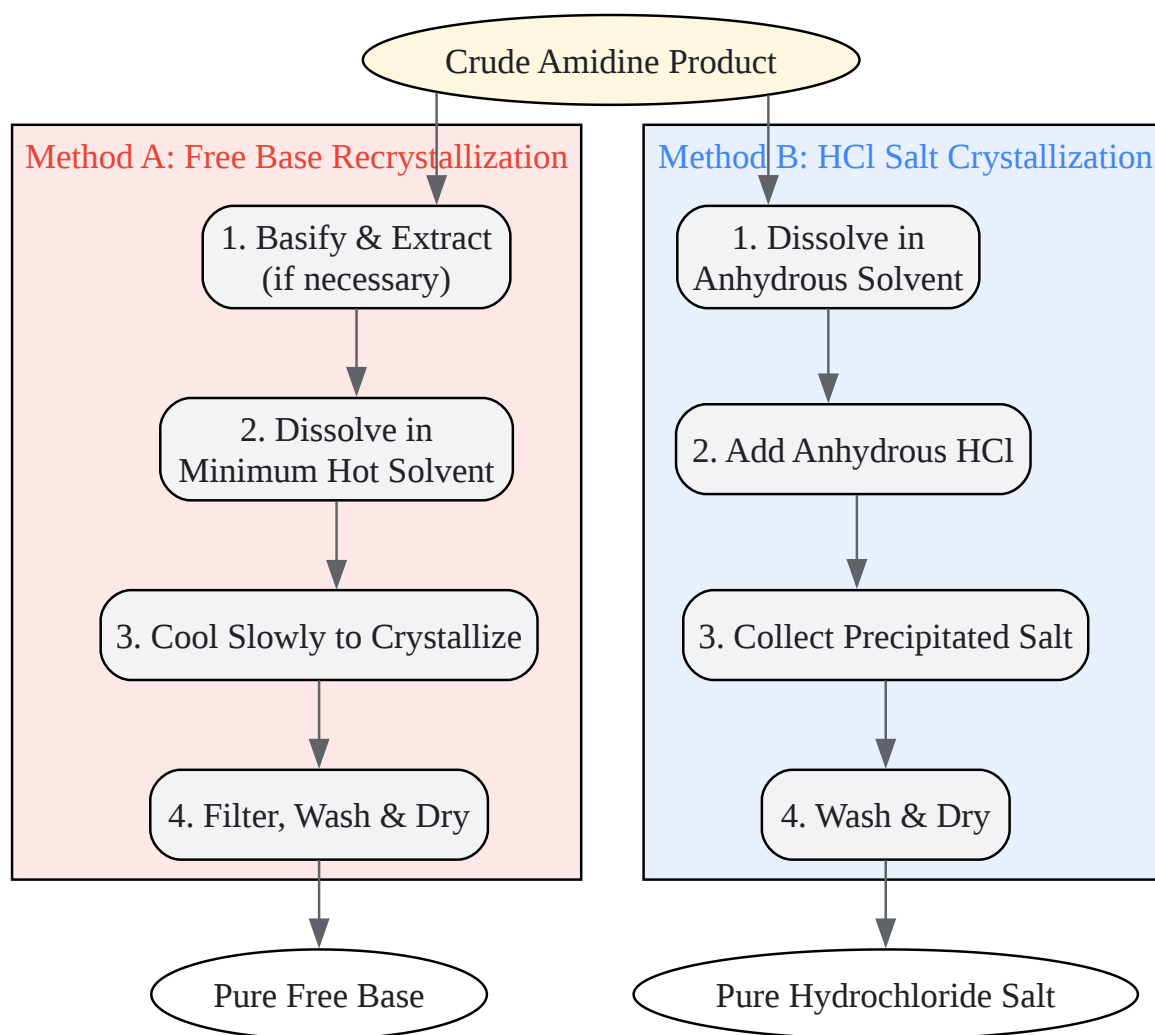 Crude Amidine Product
Method A: Free Base Recrystallization
1. Basify & Extract
(if necessary)
2. Dissolve in
Minimum Hot Solvent
3. Cool Slowly to Crystallize
4. Filter, Wash & Dry
Pure Free Base
Method B: HCl Salt Crystallization
1. Dissolve in
Anhydrous Solvent
2. Add Anhydrous HCl
3. Collect Precipitated Salt
4. Wash & Dry
Pure Hydrochloride Salt